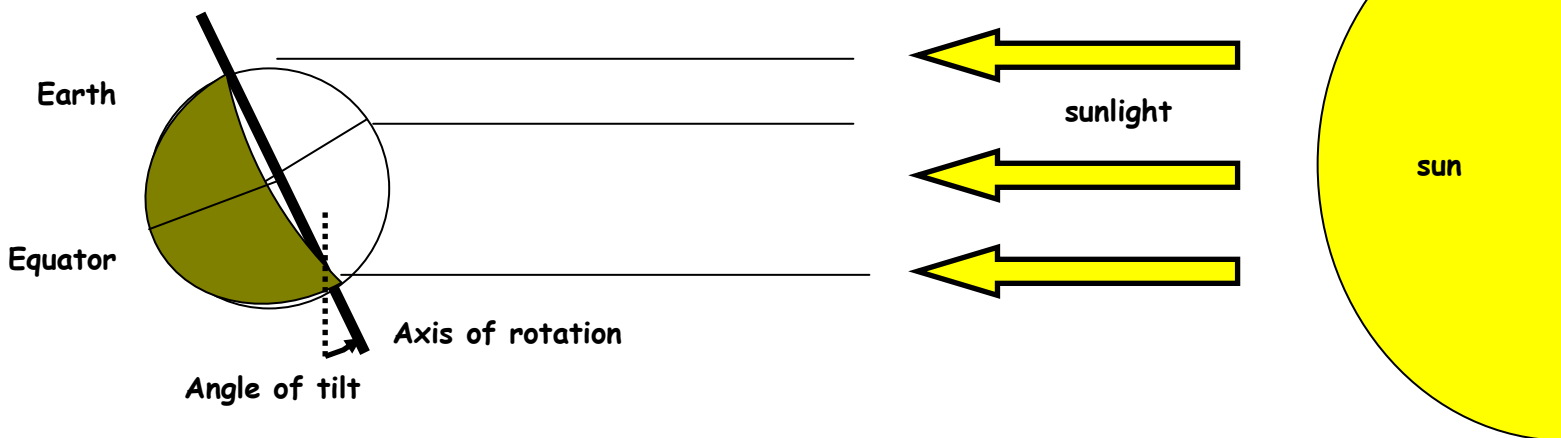 Earth
sunlight
sun
Equator
Axis of rotation
Angle of tilt